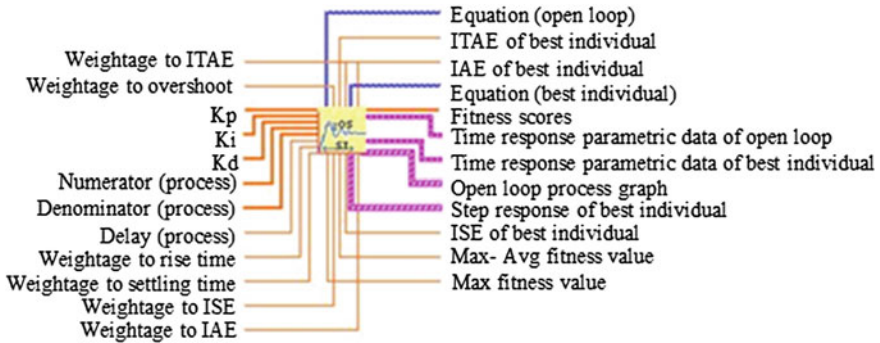 Weightage to ITAE
Weightage to overshoot
Kp
Ki
Kd
Numerator (process)
Denominator (process)
Delay (process)
Weightage to rise time
Weightage to settling time
Weightage to ISE
Weightage to IAE
Equation (open loop)
ITAE of best individual
IAE of best individual
Equation (best individual)
Fitness scores
Time response parametric data of open loop
Time response parametric data of best individual
Open loop process graph
Step response of best individual
ISE of best individual
Max- Avg fitness value
Max fitness value